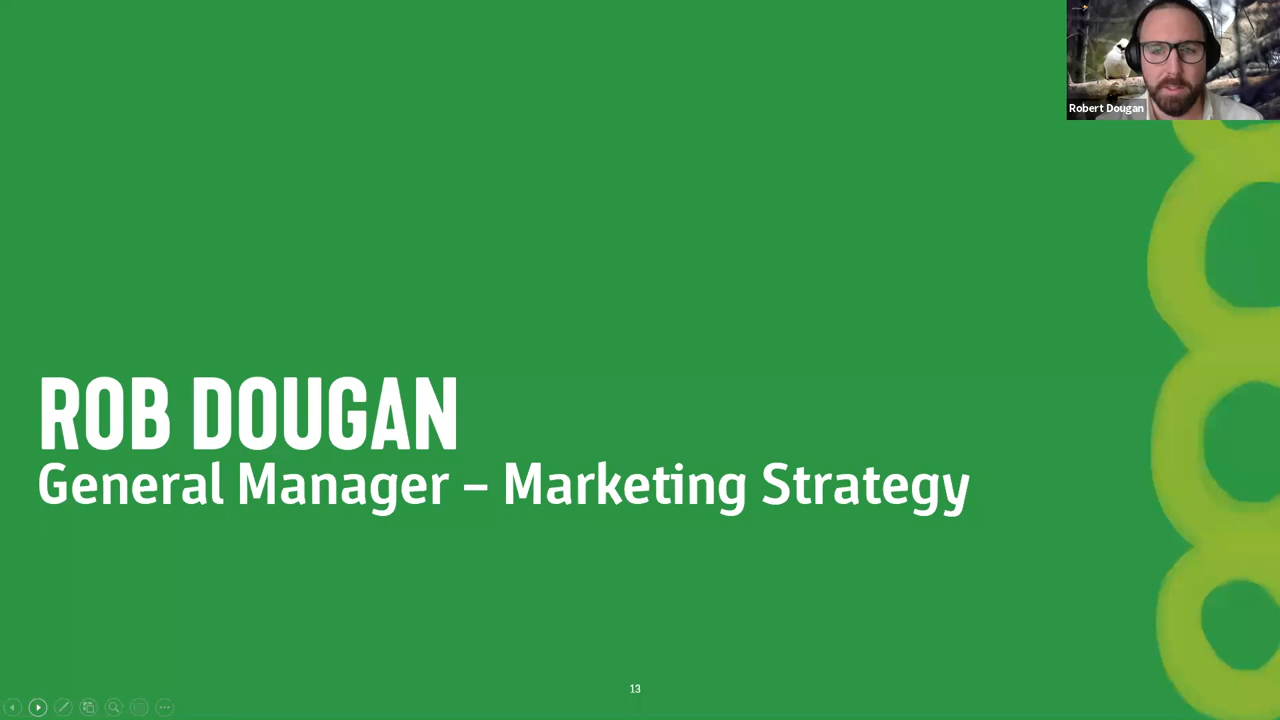 Robert Dougan
ROB DOUGAN
General Manager – Marketing Strategy
13